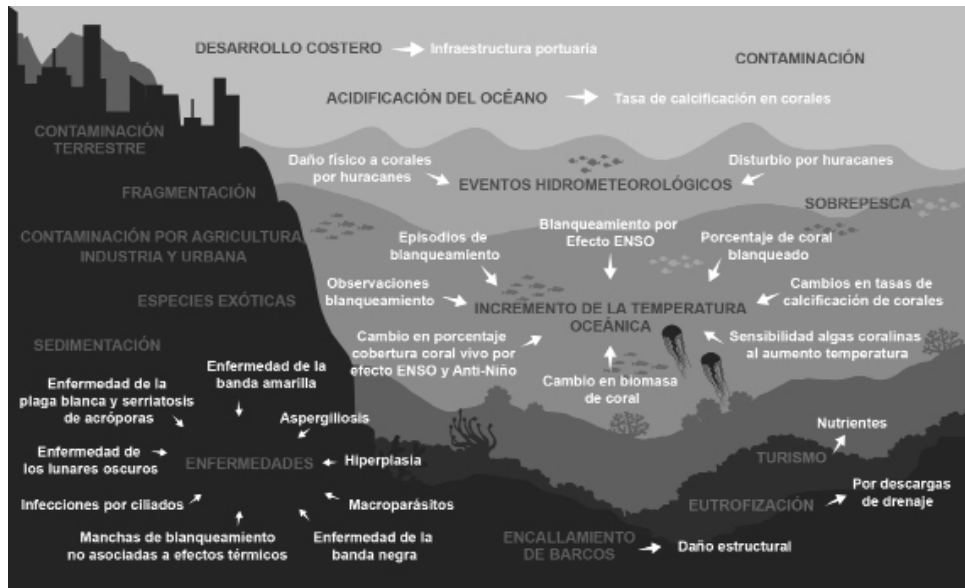 DESARROLLO COSTERO
Infraestructura portuaria
CONTAMINACIÓN
ACIDIFICACIÓN DEL OCÉANO
Tasa de calcificación en corales
CONTAMINACIÓN
TERRESTRE
Daño físico a corales
por huracanes
Disturbio por huracanes
EVENTOS HIDROMETEOROLÓGICOS
FRAGMENTACIÓN
SOBREPESCA
CONTAMINACIÓN POR AGRICULTURA,
INDUSTRIA Y URBANA
Episodios de
blanqueamiento
Blanqueamiento por
Efecto ENSO
Porcentaje de coral
blanqueado
ESPECIES EXÓTICAS
Observaciones
blanqueamiento
Cambios en tasas de
calcificación de corales
INCREMENTO DE LA TEMPERATURA
OCEÁNICA
SEDIMENTACIÓN
Cambio en porcentaje
cobertura coral vivo por
efecto ENSO y Anti-Niño
Sensibilidad algas coralinas
al aumento temperatura
Cambio en biomasa
de coral
Enfermedad de la
plaga blanca y serriatosis
de acróporas
Enfermedad de la
banda amarilla
Aspergiliosis
Enfermedad de
los lunares oscuros
ENFERMEDADES
Hiperplasia
Infecciones por ciliados
Macroparásitos
Manchas de blanqueamiento
no asociadas a efectos térmicos
Enfermedad de la
banda negra
Nutrientes
TURISMO
EUTROFIZACIÓN
Por descargas
de drenaje
ENCALLAMIENTO
DE BARCOS
Daño estructural